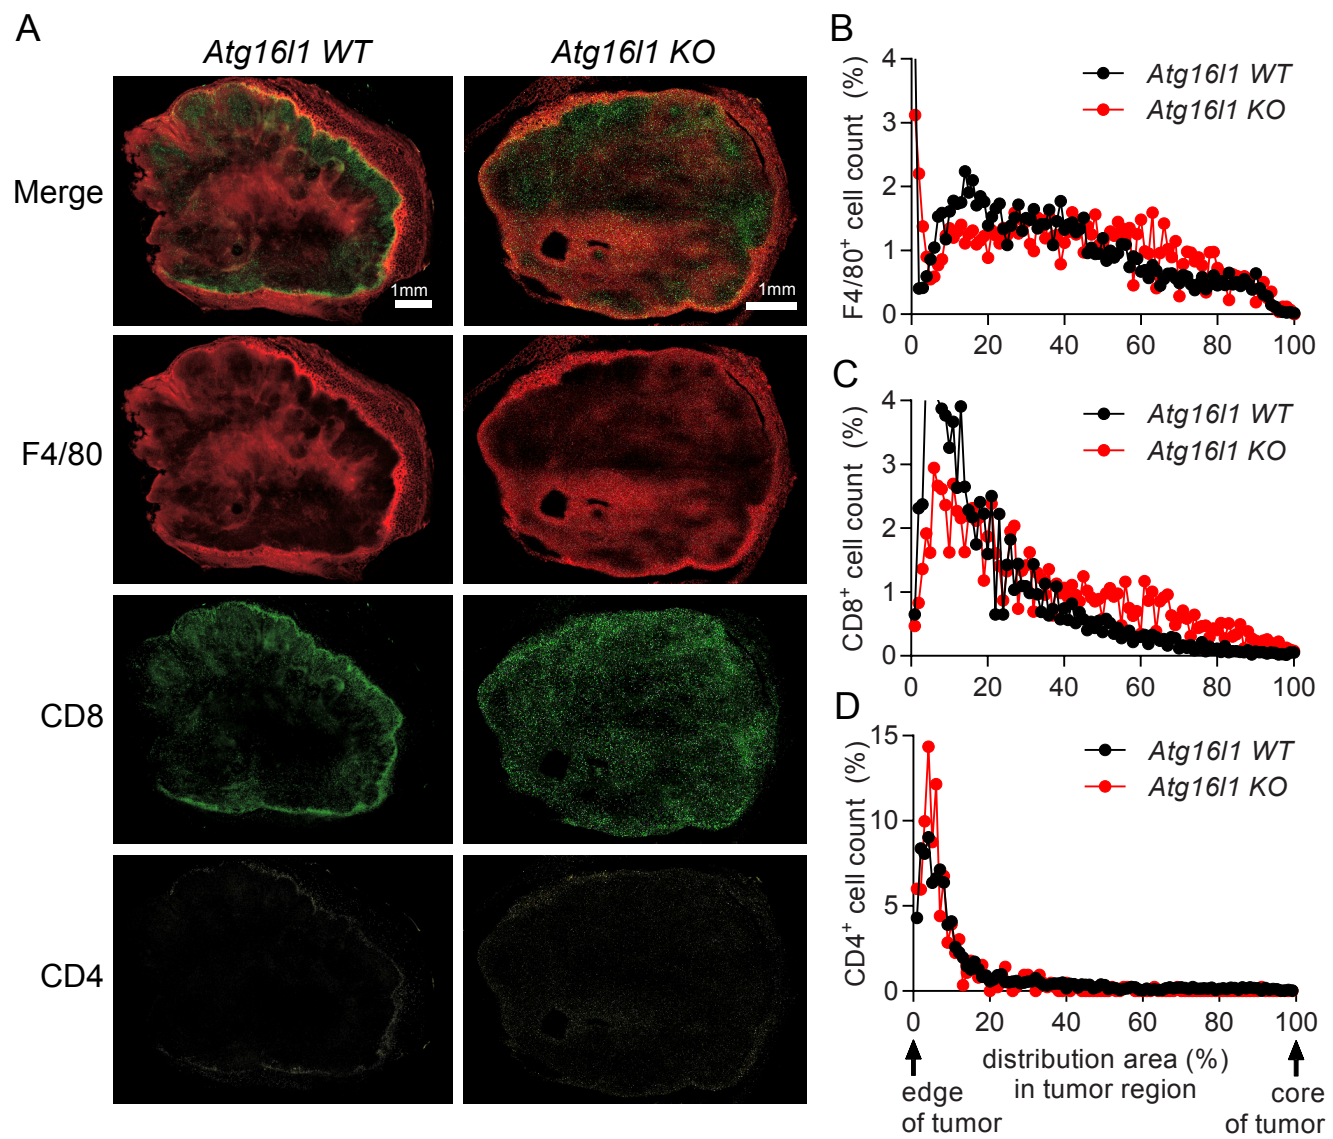 A
Atg16l1 WT
Atg16l1 KO
Merge
1mm
1mm
F4/80
CD8
CD4
B
F4/80+ cell count (%)
4
3
2
1
0
Atg16l1 WT
Atg16l1 KO
0 20 40 60 80 100
C
CD8+ cell count (%)
4
3
2
1
0
Atg16l1 WT
Atg16l1 KO
0 20 40 60 80 100
D
CD4+ cell count (%)
15
10
5
0
Atg16l1 WT
Atg16l1 KO
0 20 40 60 80 100
distribution area (%)
in tumor region
edge
of tumor
core
of tumor